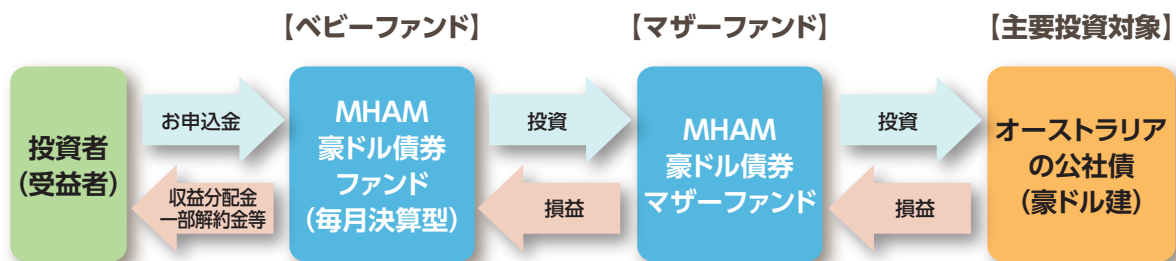 【ベビーファンド】
【マザーファンド】
【主要投資対象】
投資者
(受益者)
お申込金
収益分配金
一部解約金等
MHAM
豪ドル債券
ファンド
(毎月決算型)
投資
損益
MHAM
豪ドル債券
マザーファンド
投資
損益
オーストラリア
の公社債
(豪ドル建)